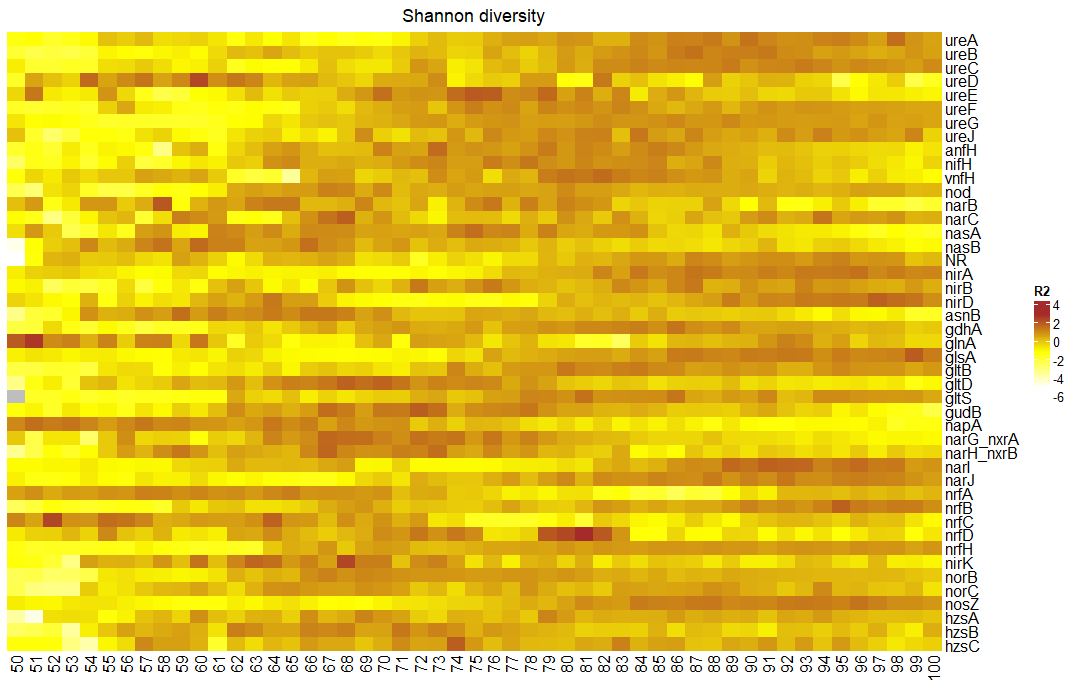 Shannon diversity
ureA
ureB
ureC
ureD
ureE
ureF
ureG
ureJ
anfH
nifH
vnfH
nod
narB
narC
nasA
nasB
NR
nirA
nirB
nirD
asnB
gdhA
glnA
glsA
gltB
gltD
gltS
gudB
napA
narG_nxrA
narH_nxrB
narI
narJ
nrfA
nrfB
nrfC
nrfD
nrfH
nirK
norB
norC
nosZ
hzsA
hzsB
hzsC
R2
4
2
0
-2
-4
-6
50 51 52 53 54 55 56 57 58 59 60 61 62 63 64 65 66 67 68 69 70 71 72 73 74 75 76 77 78 79 80 81 82 83 84 85 86 87 88 89 90 91 92 93 94 95 96 97 98 99 100